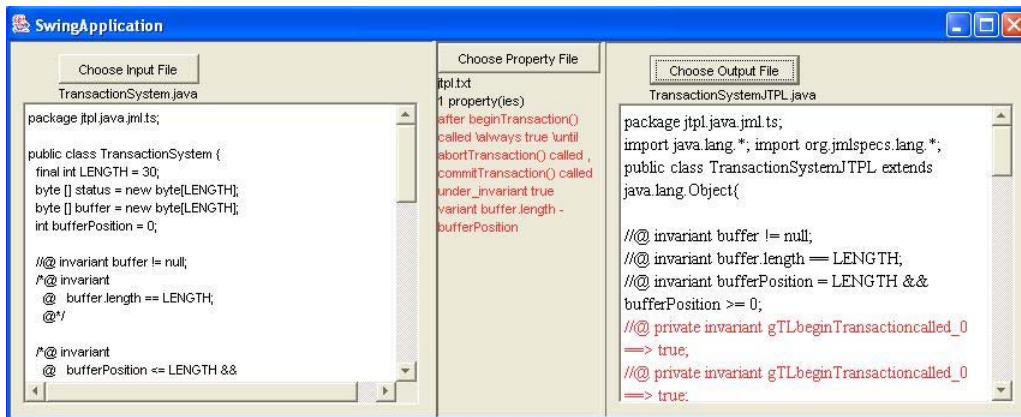 SwingApplication
Choose Input File
TransactionSystem.java
package jtpl.java.jml.ts;
public class TransactionSystem {
final int LENGTH = 30;
byte [] status = new byte[LENGTH];
byte [] buffer = new byte[LENGTH];
int bufferPosition = 0;
//@ invariant buffer != null;
/*@ invariant
@ buffer.length == LENGTH;
@*/
/*@ invariant
@ bufferPosition <= LENGTH &&
Choose Property File
jtpl.txt
1 property(ies)
after beginTransaction()
called \always true \until
abortTransaction() called ,
commitTransaction() called
under_invariant true
variant buffer.length -
bufferPosition
Choose Output File
TransactionSystemJTPL.java
package jtpl.java.jml.ts;
import java.lang.*; import org.jmlspecs.lang.*;
public class TransactionSystemJTPL extends
java.lang.Object{
//@ invariant buffer != null;
//@ invariant buffer.length == LENGTH;
//@ invariant bufferPosition = LENGTH &&
bufferPosition >= 0;
//@ private invariant gTLbeginTransactioncalled_0
==> true;
//@ private invariant gTLbeginTransactioncalled_0
==> true;